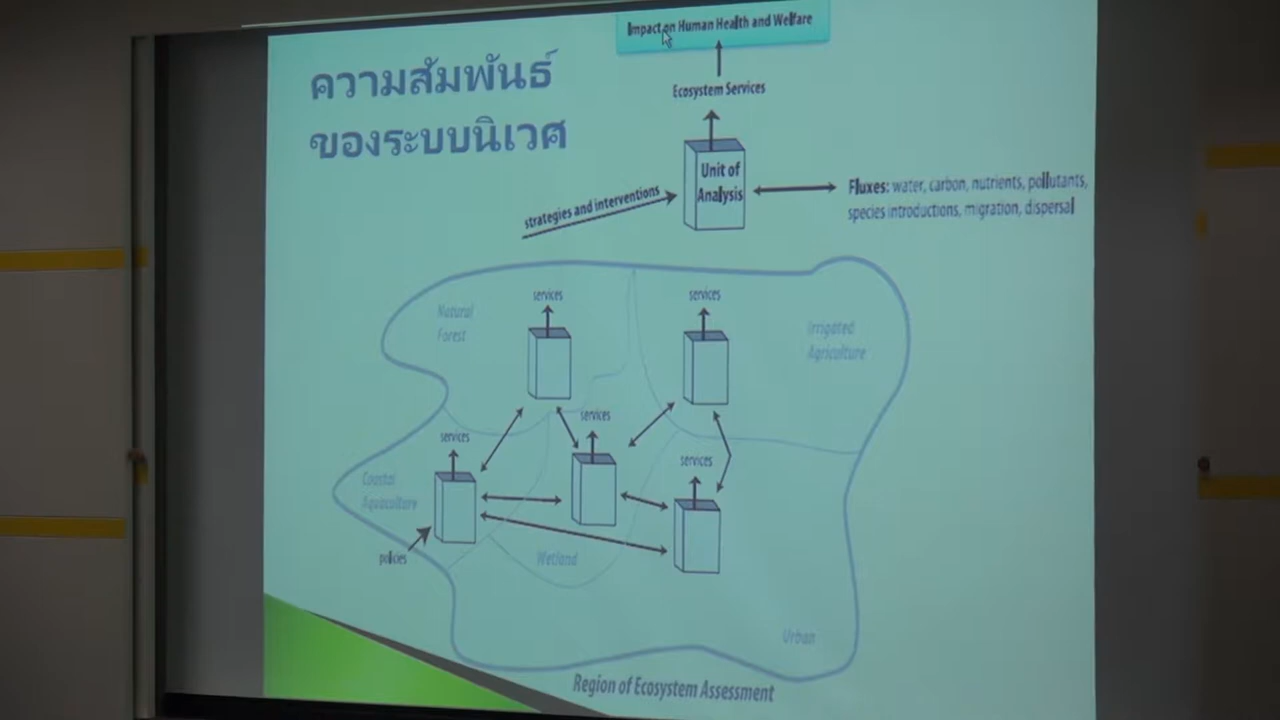 Impact on Human Health and Welfare
ความสัมพันธ์
ของระบบนิเวศ
Ecosystem Services
Unit of
Analysis
strategies and interventions
Fluxes: water, carbon, nutrients, pollutants,
species introductions, migration, dispersal
services
services
Natural
Forest
Irrigated
Agriculture
services
services
services
Coastal
Aquaculture
policies
Wetland
Urban
Region of Ecosystem Assessment